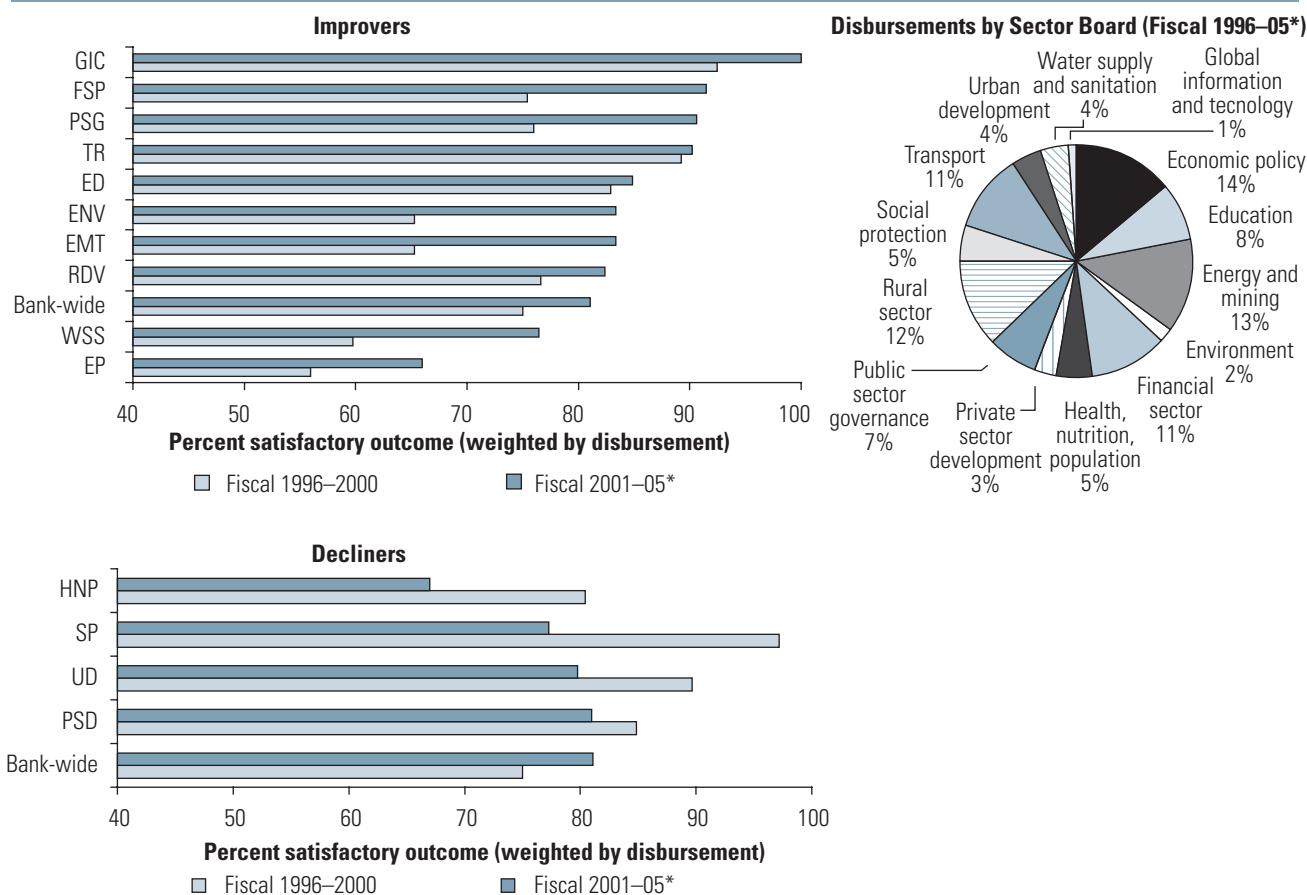 Improvers
GIC
FSP
PSG
TR
ED
ENV
EMT
RDV
Bank-wide
WSS
EP
40 50 60 70 80 90 100
Percent satisfactory outcome (weighted by disbursement)
Fiscal 1996–2000 Fiscal 2001–05*
Disbursements by Sector Board (Fiscal 1996–05*)
Water supply
and sanitation
4%
Global
information
and tecnology
1%
Urban
development
4%
Economic policy
14%
Transport
11%
Education
8%
Social
protection
5%
Energy and
mining
13%
Rural
sector
12%
Environment
2%
Public
sector
governance
7%
Private
sector
development
3%
Health,
nutrition,
population
5%
Financial
sector
11%
Decliners
HNP
SP
UD
PSD
Bank-wide
40 50 60 70 80 90 100
Percent satisfactory outcome (weighted by disbursement)
Fiscal 1996–2000 Fiscal 2001–05*